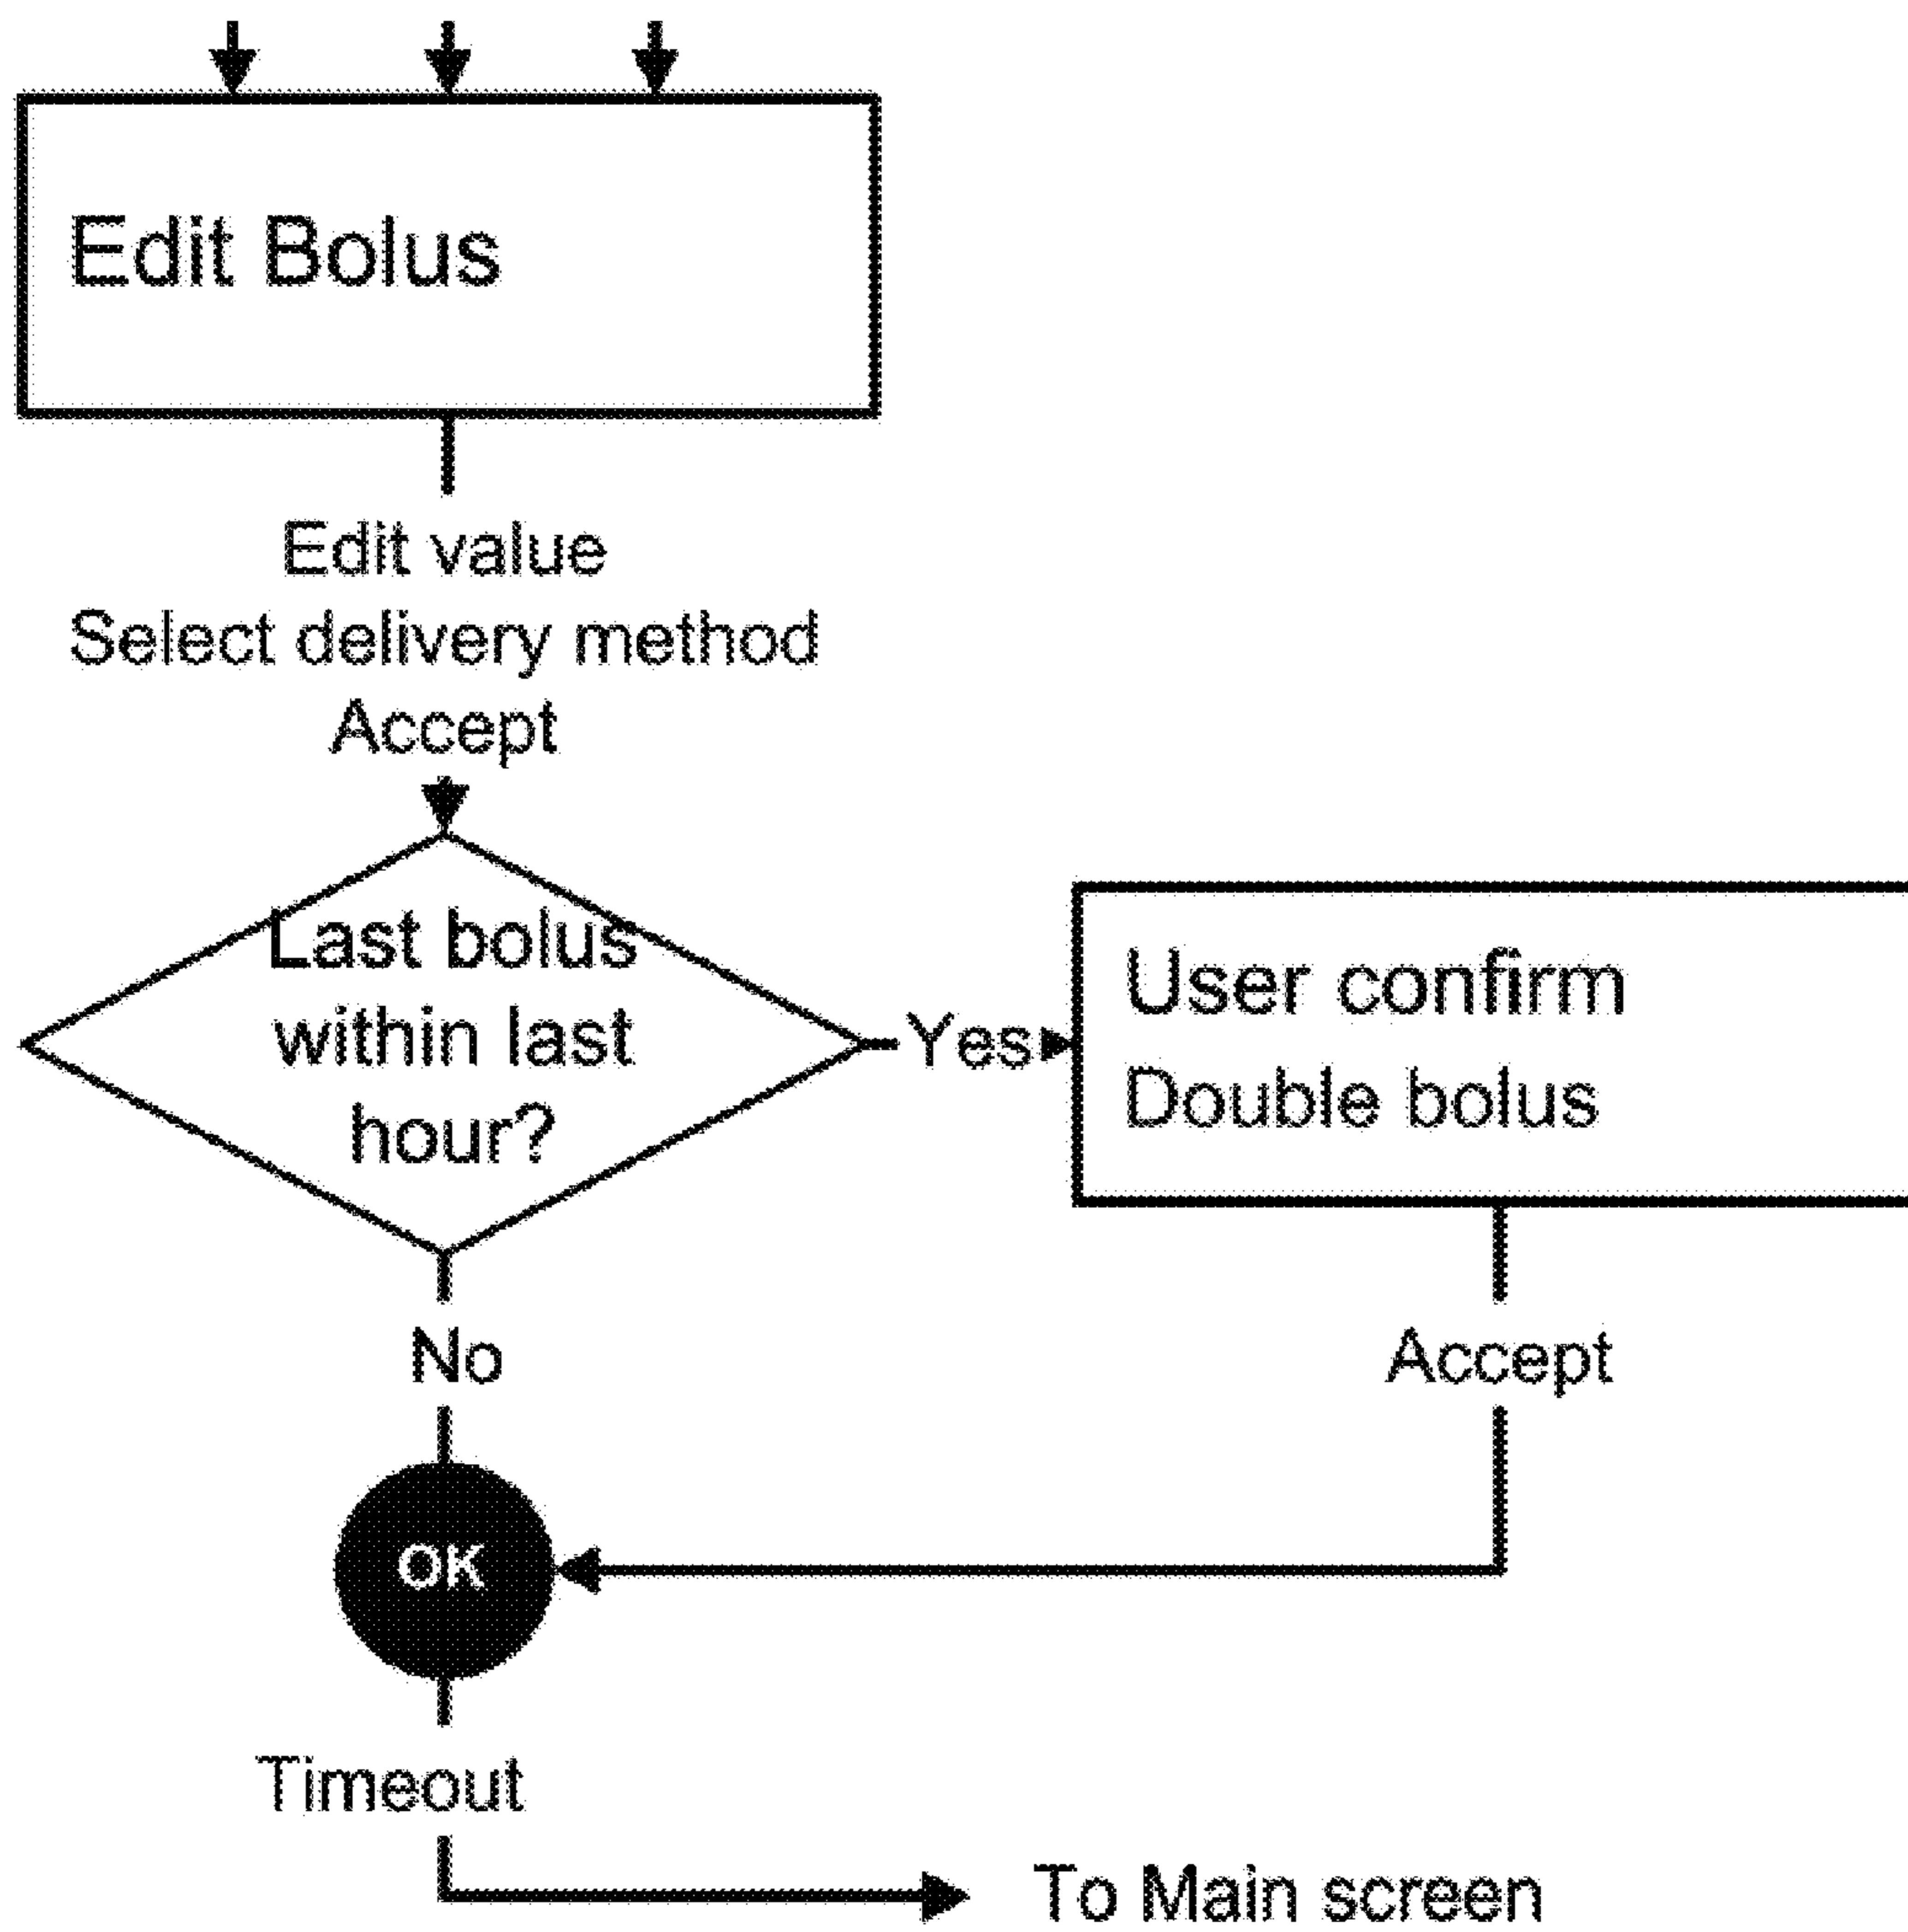 Edit Bolus
Edit value
Select delivery method
Accept
Last bolus
within last
hour?
Yes
User confirm
Double bolus
No
Accept
OK
Timeout
To Main screen